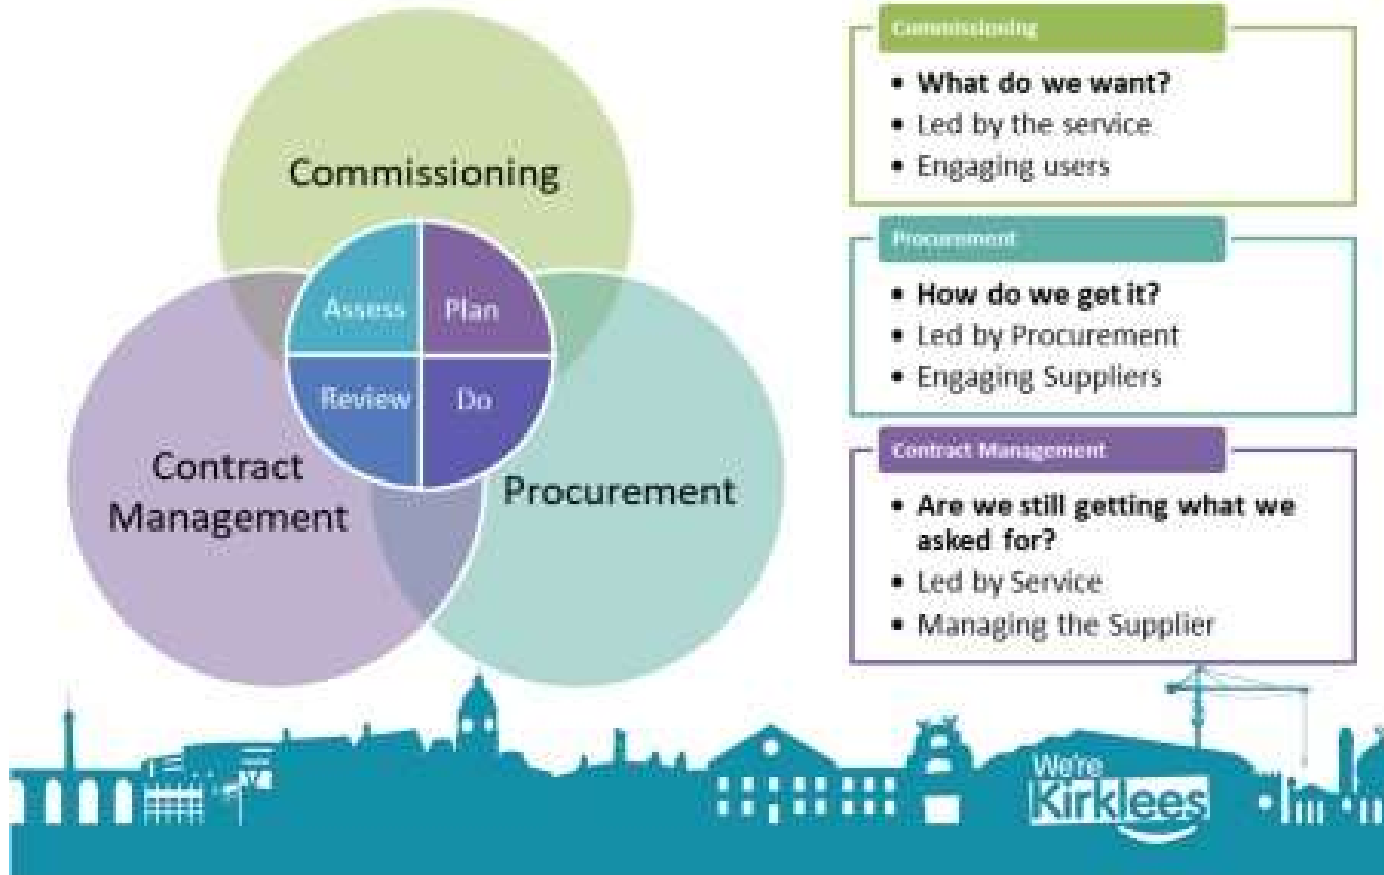 Commissioning
Assess
Plan
Review
Do
Contract
Management
Procurement
Commissioning
• What do we want?
• Led by the service
• Engaging users
Procurement
• How do we get it?
• Led by Procurement
• Engaging Suppliers
Contract Management
• Are we still getting what we
asked for?
• Led by Service
• Managing the Supplier
We're
Kirklees